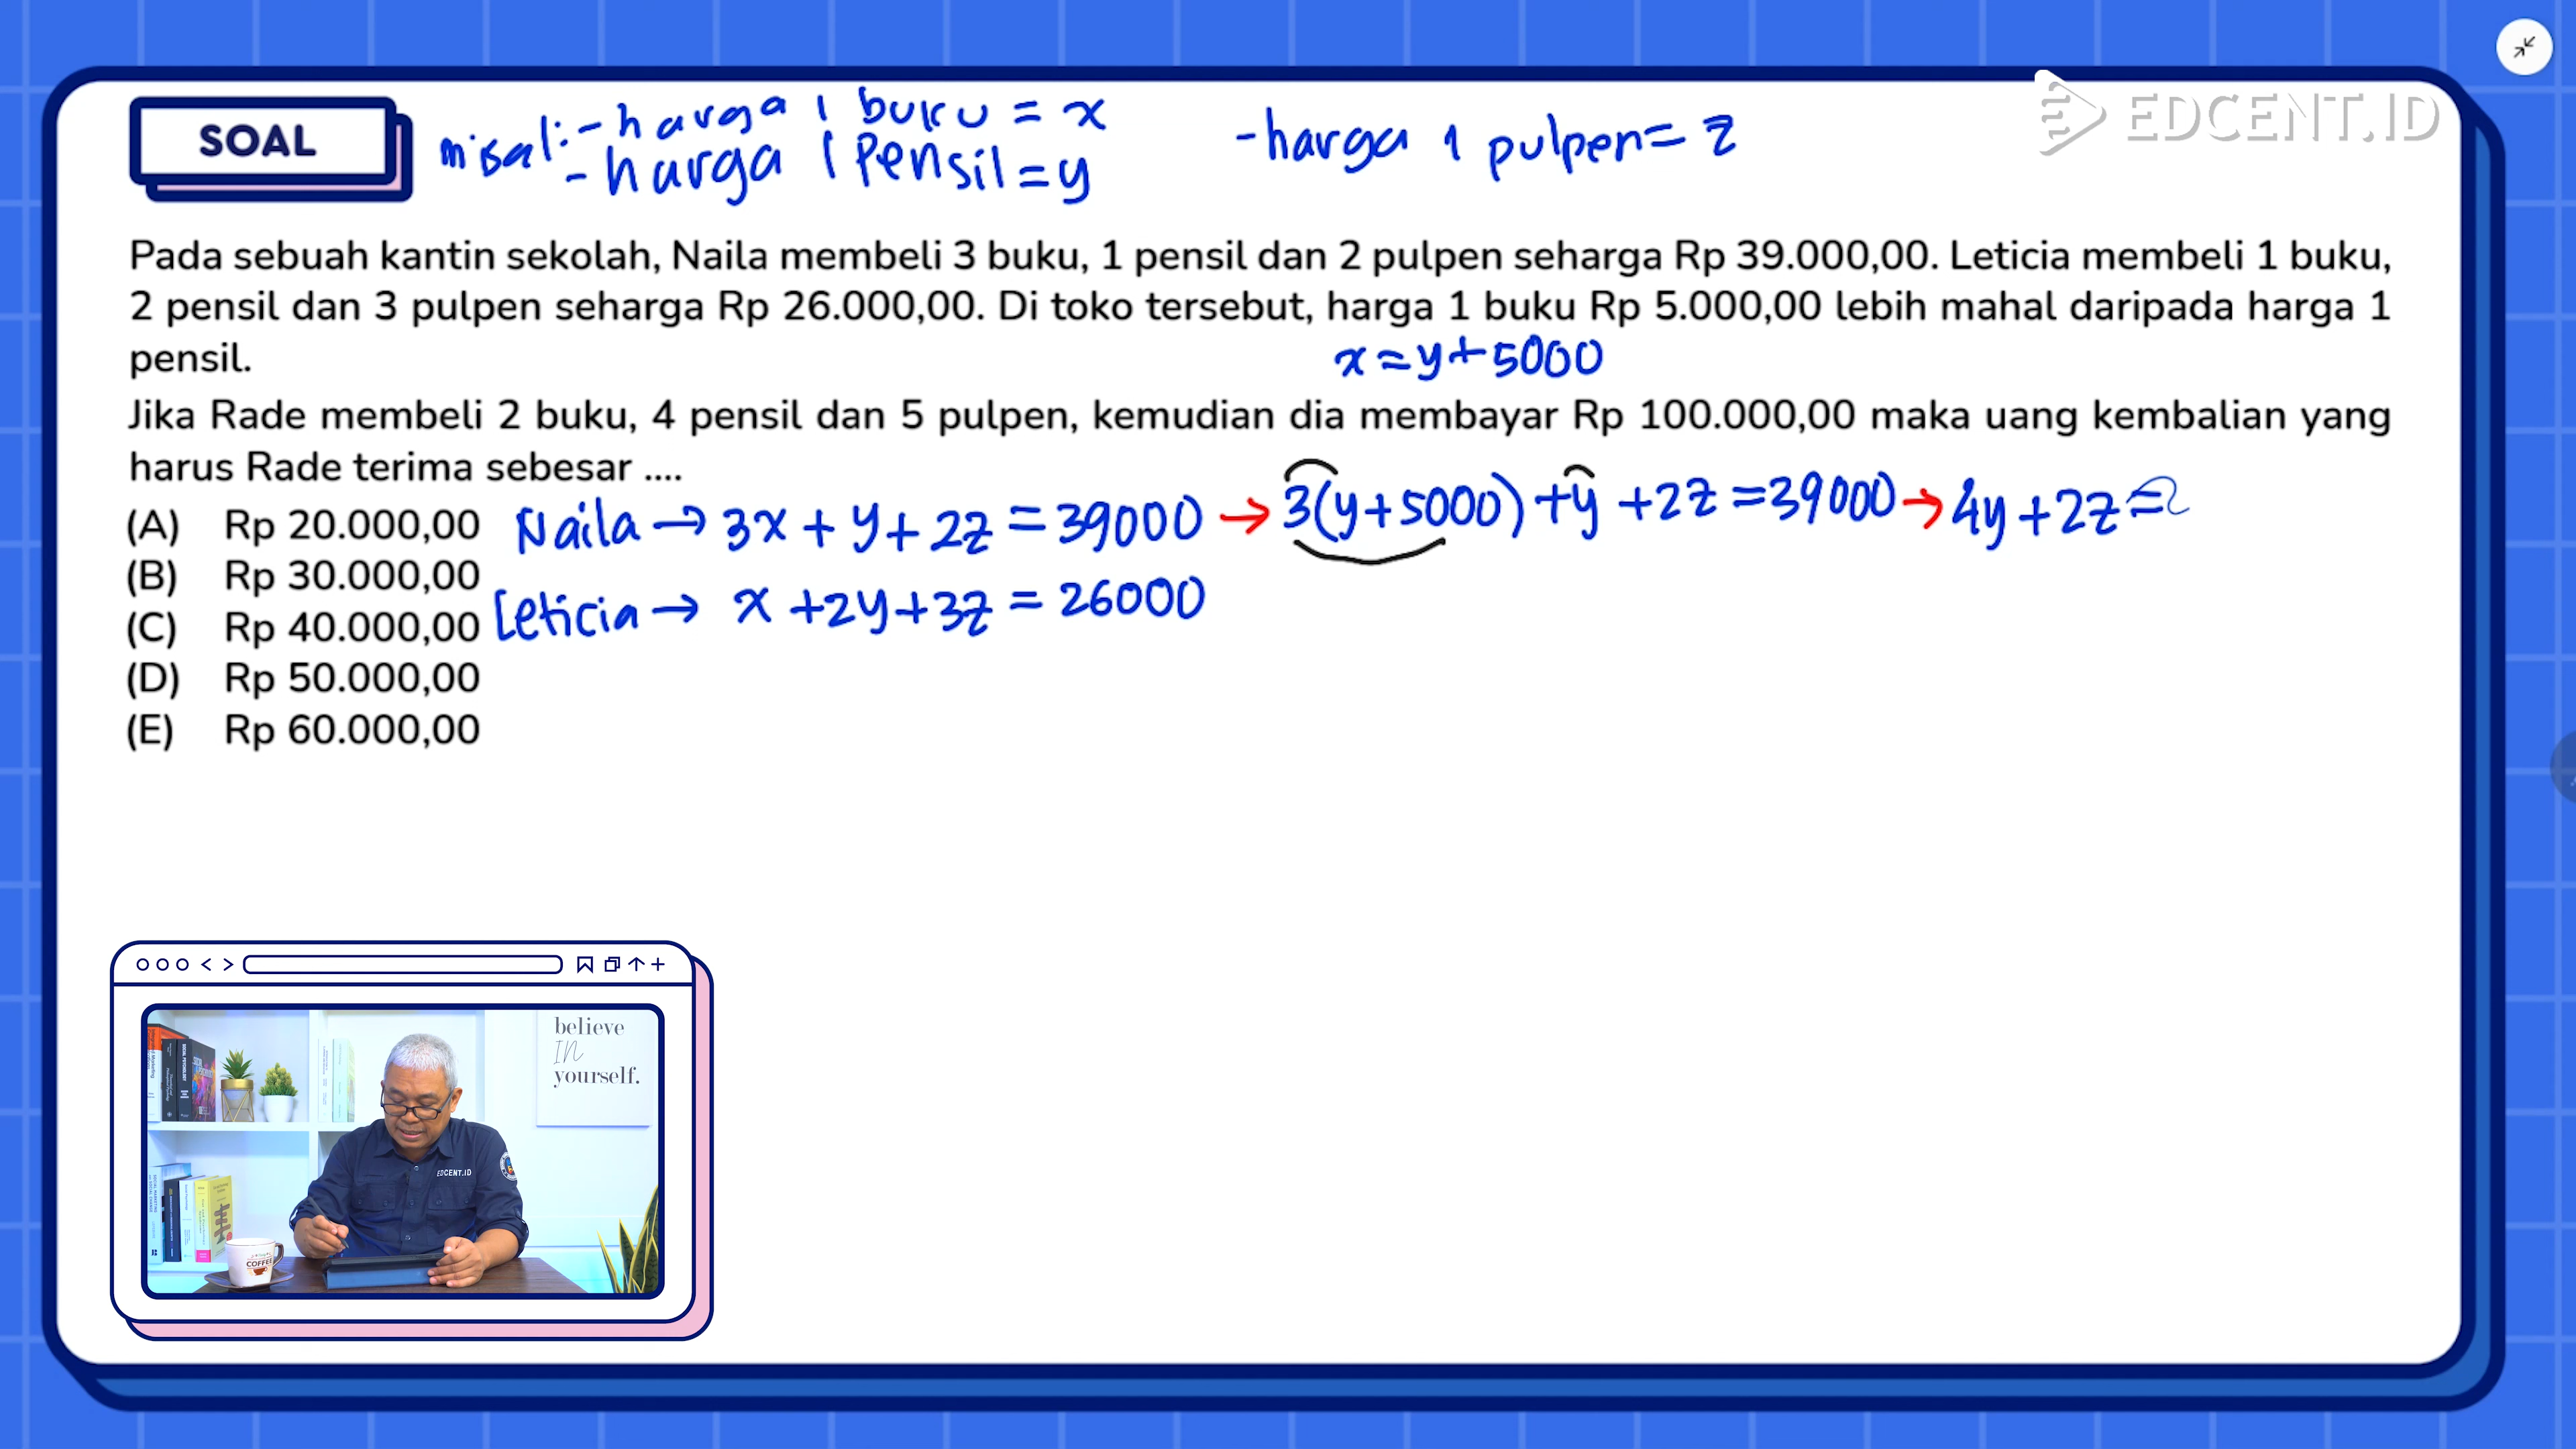 EDCENT.ID
SOAL
misal: - harga 1 buku = x
- harga 1 pensil = y
- harga 1 pulpen = z
Pada sebuah kantin sekolah, Naila membeli 3 buku, 1 pensil dan 2 pulpen seharga Rp 39.000,00. Leticia membeli 1 buku,
2 pensil dan 3 pulpen seharga Rp 26.000,00. Di toko tersebut, harga 1 buku Rp 5.000,00 lebih mahal daripada harga 1
pensil.
x = y + 5000
Jika Rade membeli 2 buku, 4 pensil dan 5 pulpen, kemudian dia membayar Rp 100.000,00 maka uang kembalian yang
harus Rade terima sebesar ....
(A) Rp 20.000,00
(B) Rp 30.000,00
(C) Rp 40.000,00
(D) Rp 50.000,00
(E) Rp 60.000,00
Naila → 3x + y + 2z = 39000 → 3(y+5000) + y + 2z = 39000 → 4y + 2z = 2
Leticia → x + 2y + 3z = 26000
believe
IN
yourself.
EDCENT.ID
COFFEE